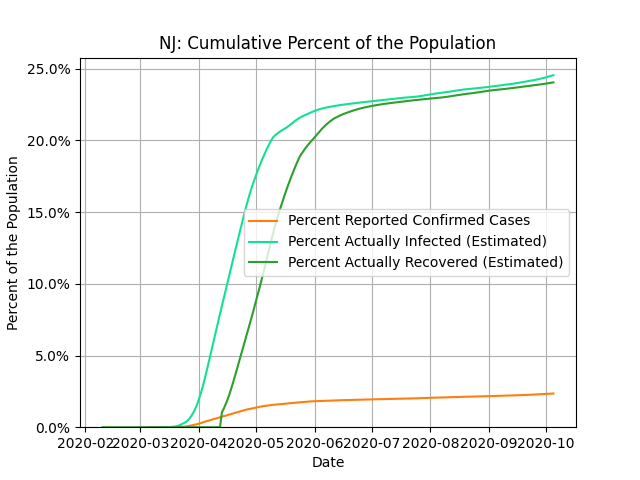 NJ: Cumulative Percent of the Population
25.0%
20.0%
15.0%
10.0%
5.0%
0.0%
Percent of the Population
Percent Reported Confirmed Cases
Percent Actually Infected (Estimated)
Percent Actually Recovered (Estimated)
2020-02 2020-03 2020-04 2020-05 2020-06 2020-07 2020-08 2020-09 2020-10
Date